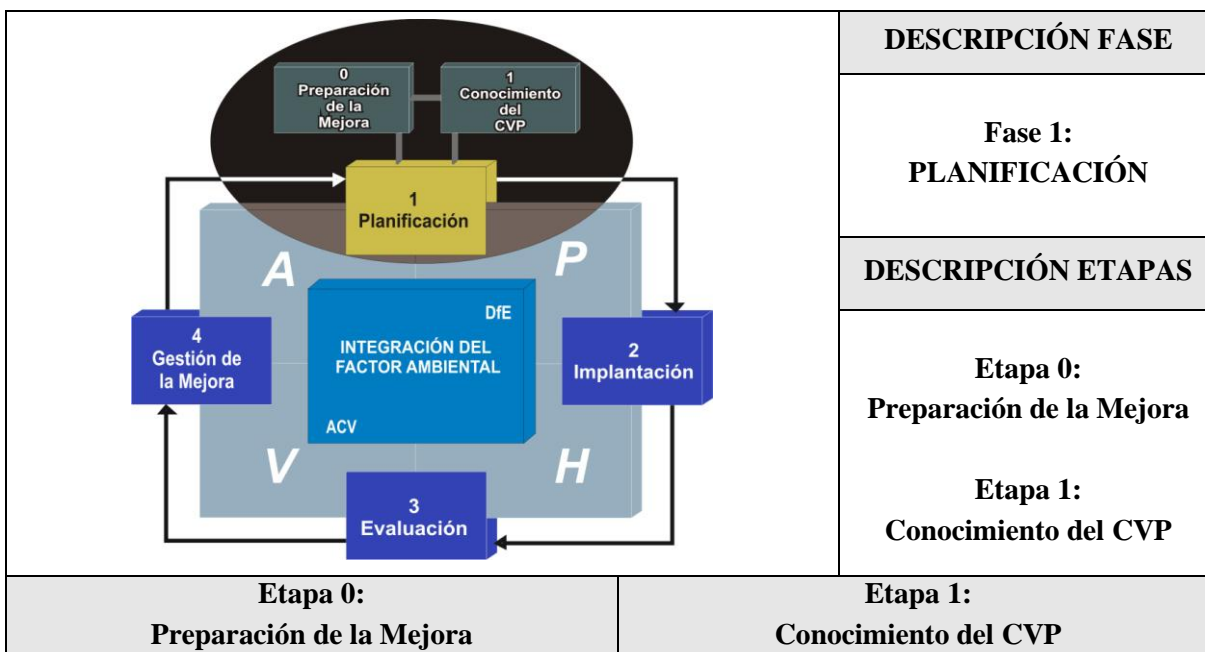 0
Preparación
de la
Mejora
1
Conocimiento
del
CVP
1
Planificación
A
P
DfE
INTEGRACIÓN DEL
FACTOR AMBIENTAL
ACV
4
Gestión de
la Mejora
2
Implantación
V
H
3
Evaluación
DESCRIPCIÓN FASE
Fase 1:
PLANIFICACIÓN
DESCRIPCIÓN ETAPAS
Etapa 0:
Preparación de la Mejora
Etapa 1:
Conocimiento del CVP
Etapa 0:
Preparación de la Mejora
Etapa 1:
Conocimiento del CVP